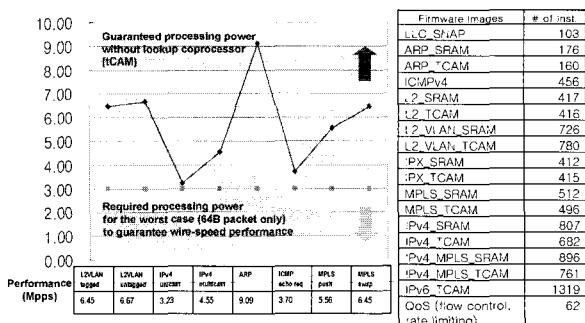 10.00
9.00
8.00
7.00
6.00
5.00
4.00
3.00
2.00
1.00
0.00
Guaranteed processing power
without lookup coprocessor
(tCAM)
Required processing power
for the worst case (64B packet only)
to guarantee wire-speed performance
Performance
(Mpps)
L2VLAN tagged L2VLAN untagged IPv4 unicast IPv4 multicast ARP ICMP echo req MPLS push MPLS swap
6.45 6.67 3.23 4.55 9.09 3.70 5.56 6.45
Firmware Images # of inst.
LLC_SNAP 103
ARP_SRAM 176
ARP_TCAM 160
ICMPv4 456
L2_SRAM 417
L2_TCAM 416
L2_VLAN_SRAM 726
L2_VLAN_TCAM 780
IPX_SRAM 412
IPX_TCAM 415
MPLS_SRAM 512
MPLS_TCAM 496
IPv4_SRAM 807
IPv4_TCAM 682
IPv4_MPLS_SRAM 896
IPv4_MPLS_TCAM 761
IPv6_TCAM 1319
QoS (flow control, 62
rate limiting)